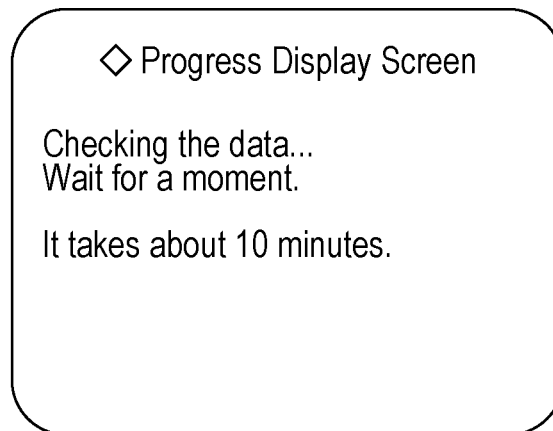 ◇ Progress Display Screen
Checking the data...
Wait for a moment.
It takes about 10 minutes.